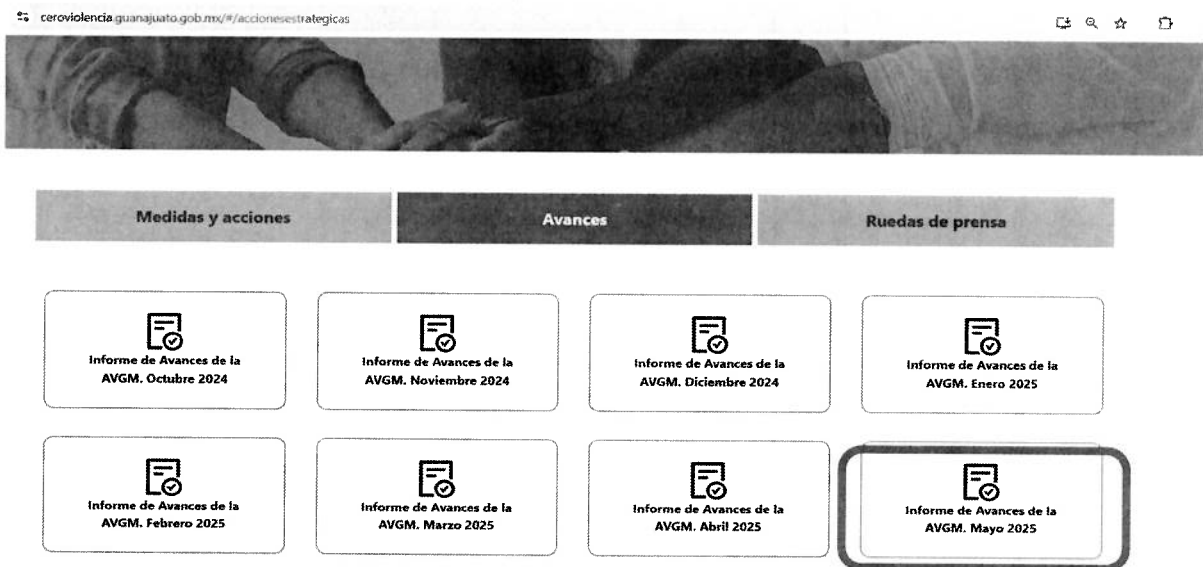 ceroviolencia.guanajuato.gob.mx/#/accionesestrategicas
Medidas y acciones
Avances
Ruedas de prensa
Informe de Avances de la
AVGM. Octubre 2024
Informe de Avances de la
AVGM. Noviembre 2024
Informe de Avances de la
AVGM. Diciembre 2024
Informe de Avances de la
AVGM. Enero 2025
Informe de Avances de la
AVGM. Febrero 2025
Informe de Avances de la
AVGM. Marzo 2025
Informe de Avances de la
AVGM. Abril 2025
Informe de Avances de la
AVGM. Mayo 2025